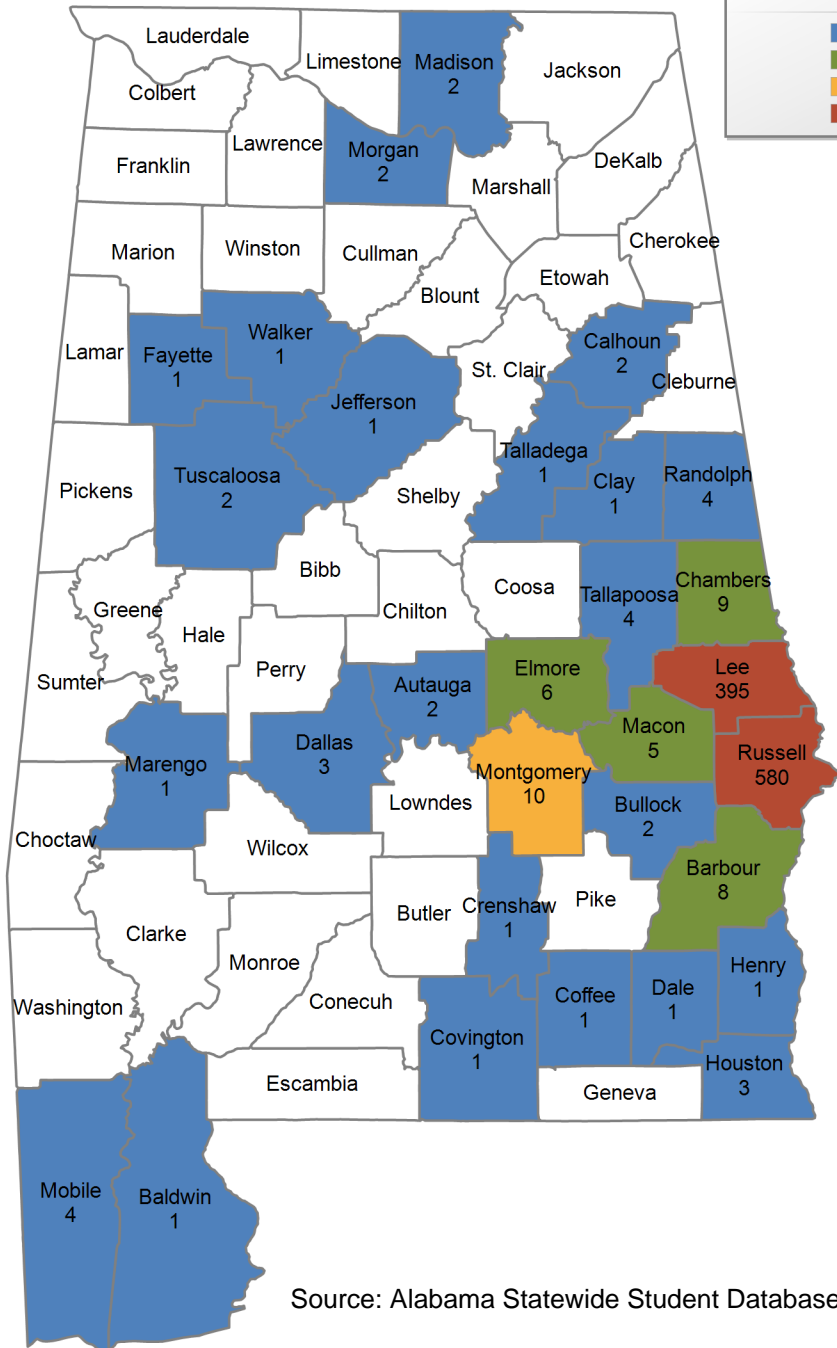 Lauderdale
Limestone
Madison
2
Jackson
Colbert
Lawrence
Morgan
2
Franklin
Marshall
DeKalb
Marion
Winston
Cullman
Blount
Etowah
Cherokee
Lamar
Fayette
1
Walker
1
Jefferson
1
St. Clair
Calhoun
2
Cleburne
Pickens
Tuscaloosa
2
Shelby
Talladega
1
Clay
1
Randolph
4
Bibb
Greene
Hale
Perry
Chilton
Coosa
Tallapoosa
4
Chambers
9
Sumter
Autauga
2
Elmore
6
Lee
395
Macon
5
Russell
580
Marengo
1
Dallas
3
Lowndes
Montgomery
10
Bullock
2
Choctaw
Wilcox
Barbour
8
Clarke
Butler
Crenshaw
1
Pike
Monroe
Conecuh
Washington
Covington
1
Coffee
1
Dale
1
Henry
1
Escambia
Geneva
Houston
3
Mobile
4
Baldwin
1
Source: Alabama Statewide Student Database